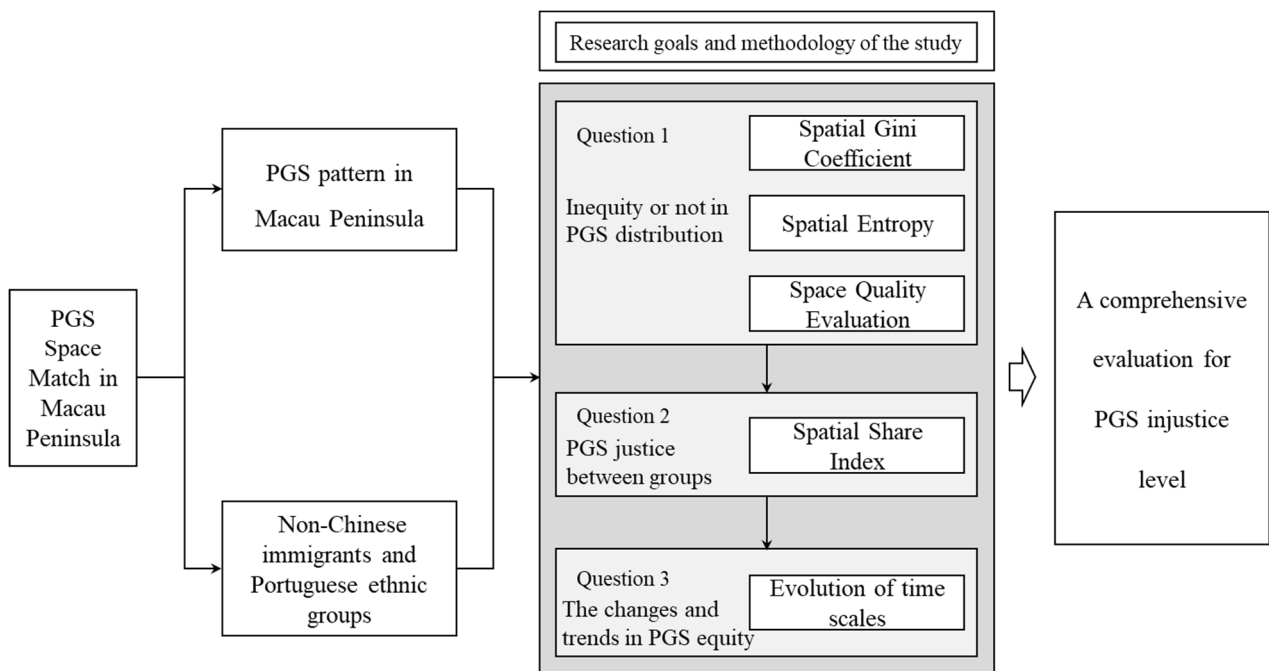 PGS
Space
Match in
Macau
Peninsula
PGS pattern in
Macau Peninsula
Non-Chinese
immigrants and
Portuguese ethnic
groups
Research goals and methodology of the study
Question 1
Inequity or not in
PGS distribution
Spatial Gini
Coefficient
Spatial Entropy
Space Quality
Evaluation
Question 2
PGS justice
between groups
Spatial Share
Index
Question 3
The changes and
trends in PGS equity
Evolution of time
scales
A comprehensive
evaluation for
PGS injustice
level